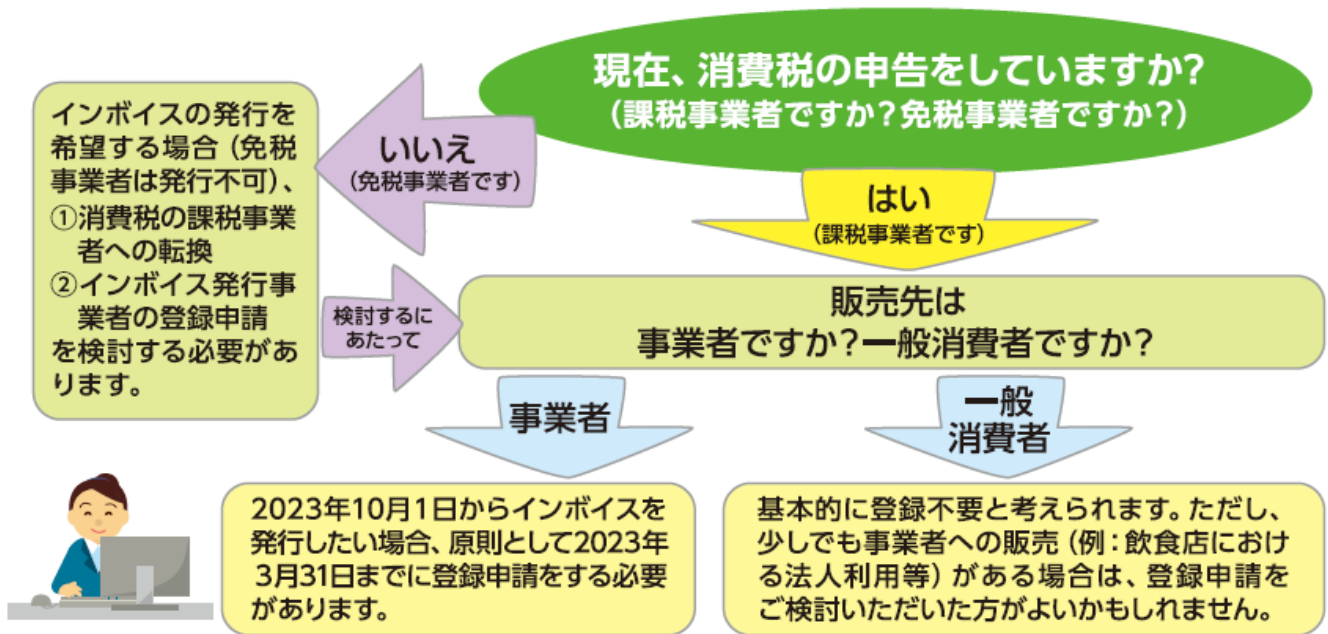 現在、消費税の申告をしていますか?
(課税事業者ですか?免税事業者ですか?)
いいえ
(免税事業者です)
はい
(課税事業者です)
インボイスの発行を
希望する場合(免税
事業者は発行不可)、
①消費税の課税事業
者への転換
②インボイス発行事
業者の登録申請
を検討する必要があ
ります。
検討するに
あたって
販売先は
事業者ですか?一般消費者ですか?
事業者
一般
消費者
2023年10月1日からインボイスを
発行したい場合、原則として2023年
3月31日までに登録申請をする必要
があります。
基本的に登録不要と考えられます。ただし、
少しでも事業者への販売(例:飲食店におけ
る法人利用等)がある場合は、登録申請を
ご検討いただいた方がよいかもしれません。